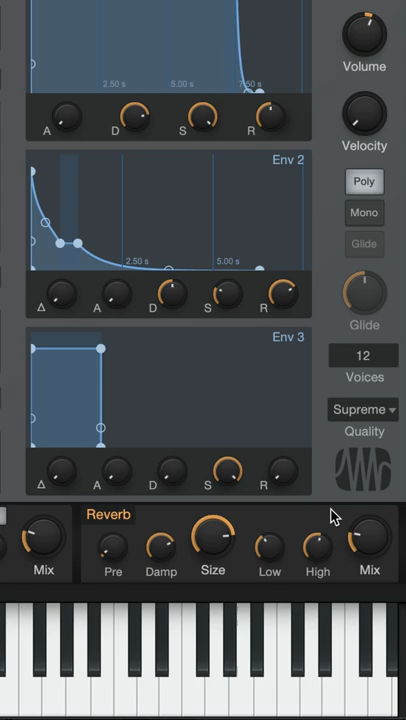 2.50 s 5.00 s 7.50 s
Volume
A D S R
Velocity
Env 2
Poly
Mono
Glide
2.50 s 5.00 s
Δ A D S R
Glide
Env 3
12
Voices
Supreme
Quality
Δ A D S R
Reverb
Mix Pre Damp Size Low High Mix